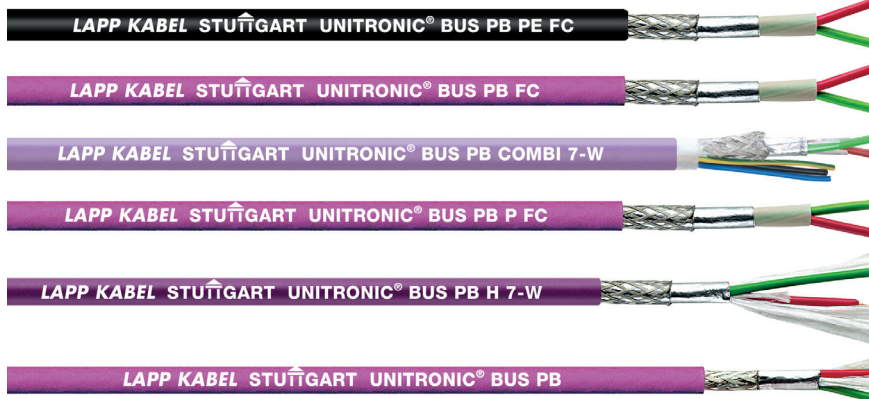 LAPP KABEL STUTTGART UNITRONIC® BUS PB PE FC
LAPP KABEL STUTTGART UNITRONIC® BUS PB FC
LAPP KABEL STUTTGART UNITRONIC® BUS PB COMBI 7-W
LAPP KABEL STUTTGART UNITRONIC® BUS PB P FC
LAPP KABEL STUTTGART UNITRONIC® BUS PB H 7-W
LAPP KABEL STUTTGART UNITRONIC® BUS PB